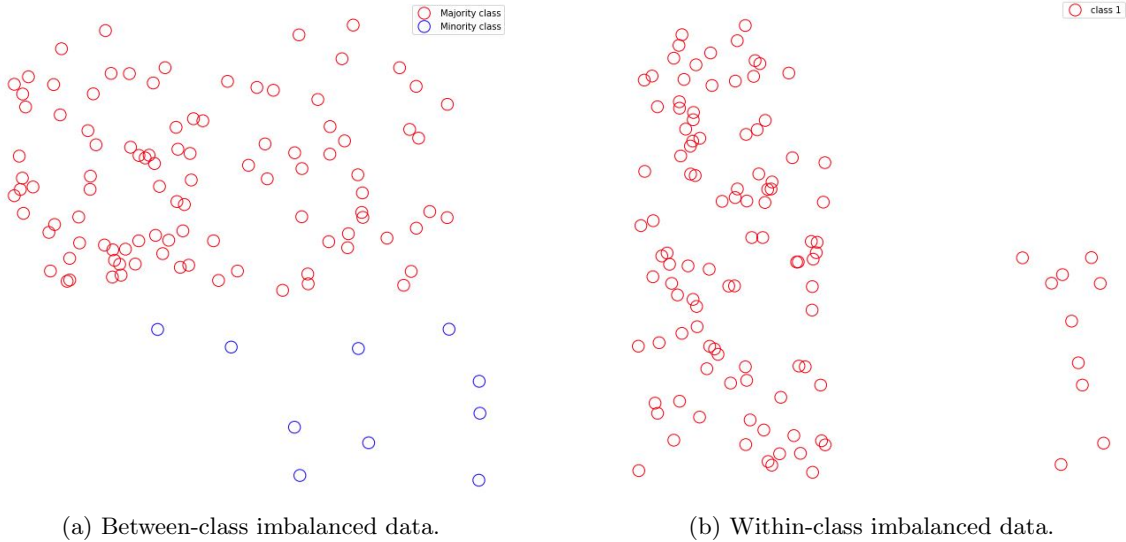 Majority class
Minority class
class 1
(a) Between-class imbalanced data.
(b) Within-class imbalanced data.